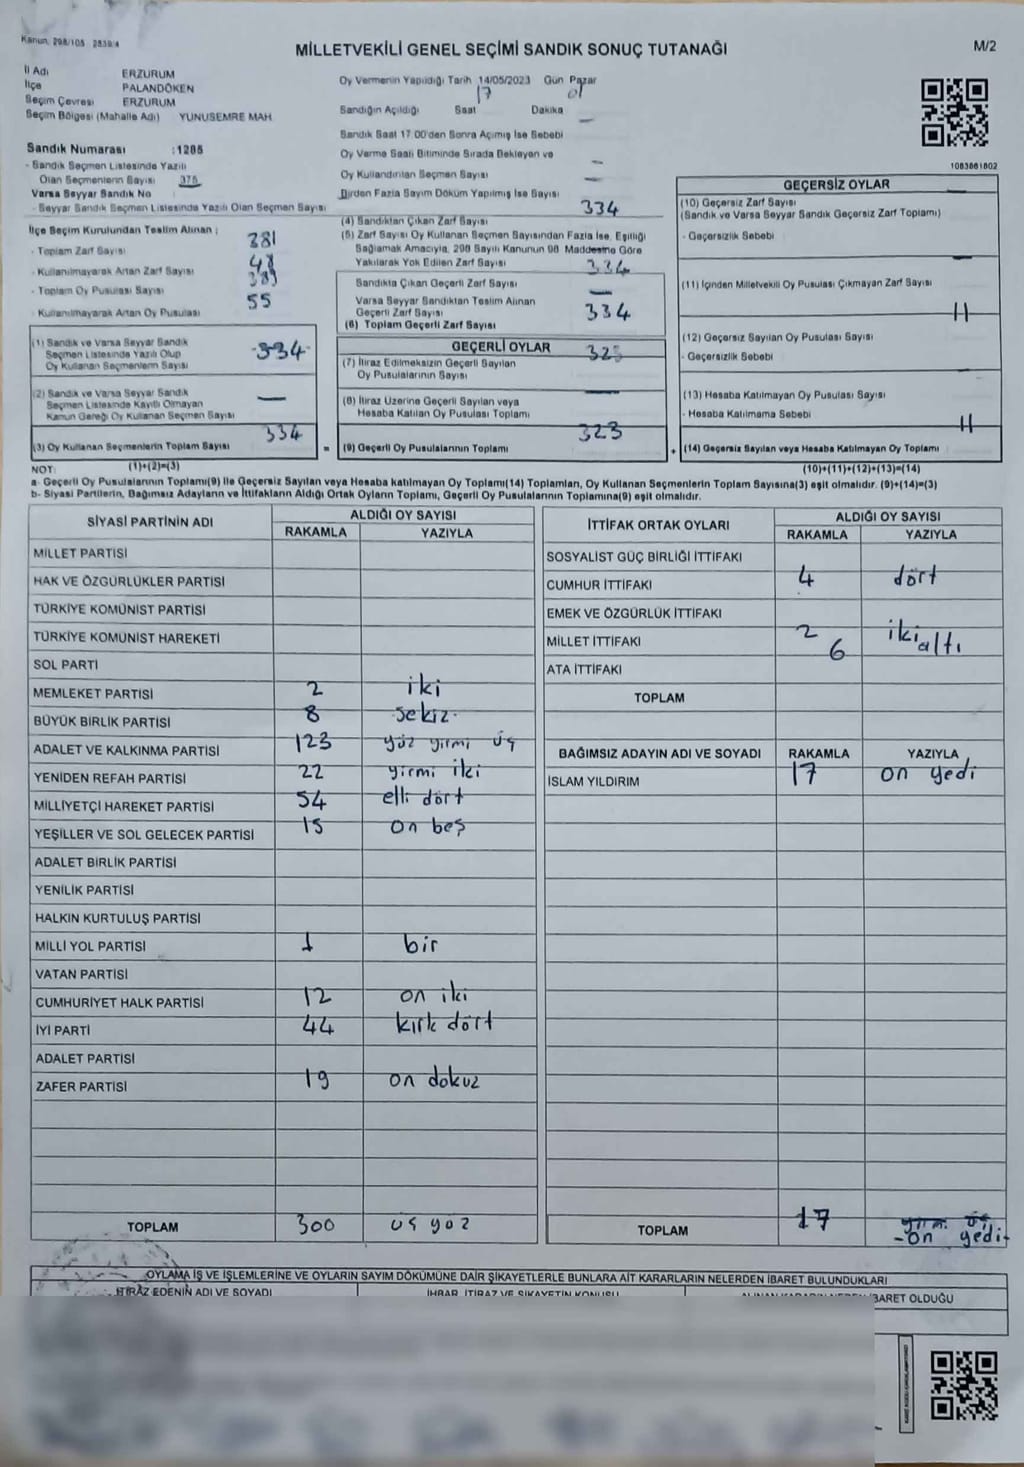 Kanun: 298/105 2839/4
MİLLETVEKİLİ GENEL SEÇİMİ SANDIK SONUÇ TUTANAĞI
M/2
İl Adı ERZURUM
İlçe PALANDÖKEN
Seçim Çevresi ERZURUM
Seçim Bölgesi (Mahalle Adı) YUNUSEMRE MAH.
Oy Vermenin Yapıldığı Tarih 14/05/2023 Gün Pazar
Sandığın Açıldığı Saat 17 Dakika 01
Sandık Saat 17:00'den Sonra Açılmış İse Sebebi —
Oy Verme Saati Bitiminde Sırada Bekleyen ve
Oy Kullandırılan Seçmen Sayısı —
Birden Fazla Sayım Döküm Yapılmış İse Sayısı —
1083861802
Sandık Numarası :1285
- Sandık Seçmen Listesinde Yazılı
Olan Seçmenlerin Sayısı 375
Varsa Seyyar Sandık No
- Seyyar Sandık Seçmen Listesinde Yazılı Olan Seçmen Sayısı
İlçe Seçim Kurulundan Teslim Alınan ;
- Toplam Zarf Sayısı 381
- Kullanılmayarak Artan Zarf Sayısı
- Toplam Oy Pusulası Sayısı 389
- Kullanılmayarak Artan Oy Pusulası 55
(1) Sandık ve Varsa Seyyar Sandık
Seçmen Listesinde Yazılı Olup
Oy Kullanan Seçmenlerin Sayısı 334
(2) Sandık ve Varsa Seyyar Sandık
Seçmen Listesinde Kayıtlı Olmayan
Kanun Gereği Oy Kullanan Seçmen Sayısı —
(3) Oy Kullanan Seçmenlerin Toplam Sayısı 334
(4) Sandıktan Çıkan Zarf Sayısı 334
(5) Zarf Sayısı Oy Kullanan Seçmen Sayısından Fazla İse, Eşitliği
Sağlamak Amacıyla, 298 Sayılı Kanunun 98 Maddesine Göre
Yakılarak Yok Edilen Zarf Sayısı
Sandıkta Çıkan Geçerli Zarf Sayısı 334
Varsa Seyyar Sandıktan Teslim Alınan
Geçerli Zarf Sayısı —
(6) Toplam Geçerli Zarf Sayısı 334
GEÇERLİ OYLAR
(7) İtiraz Edilmeksizin Geçerli Sayılan
Oy Pusulalarının Sayısı 323
(8) İtiraz Üzerine Geçerli Sayılan veya
Hesaba Katılan Oy Pusulası Toplamı —
= (9) Geçerli Oy Pusulalarının Toplamı 323
GEÇERSİZ OYLAR
(10) Geçersiz Zarf Sayısı
(Sandık ve Varsa Seyyar Sandık Geçersiz Zarf Toplamı) —
- Geçersizlik Sebebi
(11) İçinden Milletvekili Oy Pusulası Çıkmayan Zarf Sayısı —
(12) Geçersiz Sayılan Oy Pusulası Sayısı 11
- Geçersizlik Sebebi
(13) Hesaba Katılmayan Oy Pusulası Sayısı —
- Hesaba Katılmama Sebebi
+ (14) Geçersiz Sayılan veya Hesaba Katılmayan Oy Toplamı 11
NOT: (1)+(2)=(3)
(10)+(11)+(12)+(13)=(14)
a- Geçerli Oy Pusulalarının Toplamı(9) ile Geçersiz Sayılan veya Hesaba katılmayan Oy Toplamı(14) Toplamları, Oy Kullanan Seçmenlerin Toplam Sayısına(3) eşit olmalıdır. (9)+(14)=(3)
b- Siyasi Partilerin, Bağımsız Adayların ve İttifakların Aldığı Ortak Oyların Toplamı, Geçerli Oy Pusulalarının Toplamına(9) eşit olmalıdır.
SİYASİ PARTİNİN ADI
ALDIĞI OY SAYISI
RAKAMLA YAZIYLA
MİLLET PARTİSİ
HAK VE ÖZGÜRLÜKLER PARTİSİ
TÜRKİYE KOMÜNİST PARTİSİ
TÜRKİYE KOMÜNİST HAREKETİ
SOL PARTİ
MEMLEKET PARTİSİ 2 iki
BÜYÜK BİRLİK PARTİSİ 8 sekiz
ADALET VE KALKINMA PARTİSİ 123 yüz yirmi üç
YENİDEN REFAH PARTİSİ 22 yirmi iki
MİLLİYETÇİ HAREKET PARTİSİ 54 elli dört
YEŞİLLER VE SOL GELECEK PARTİSİ 15 on beş
ADALET BİRLİK PARTİSİ
YENİLİK PARTİSİ
HALKIN KURTULUŞ PARTİSİ
MİLLİ YOL PARTİSİ 1 bir
VATAN PARTİSİ
CUMHURİYET HALK PARTİSİ 12 on iki
İYİ PARTİ 44 kırk dört
ADALET PARTİSİ
ZAFER PARTİSİ 19 on dokuz
TOPLAM 300 üç yüz
İTTİFAK ORTAK OYLARI
ALDIĞI OY SAYISI
RAKAMLA YAZIYLA
SOSYALİST GÜÇ BİRLİĞİ İTTİFAKI
CUMHUR İTTİFAKI 4 dört
EMEK VE ÖZGÜRLÜK İTTİFAKI
MİLLET İTTİFAKI 2 iki
ATA İTTİFAKI
TOPLAM 6 altı
BAĞIMSIZ ADAYIN ADI VE SOYADI RAKAMLA YAZIYLA
İSLAM YILDIRIM 17 on yedi
TOPLAM 17 on yedi
OYLAMA İŞ VE İŞLEMLERİNE VE OYLARIN SAYIM DÖKÜMÜNE DAİR ŞİKAYETLERLE BUNLARA AİT KARARLARIN NELERDEN İBARET BULUNDUKLARI
İTİRAZ EDENİN ADI VE SOYADI
İHBAR, İTİRAZ VE ŞİKAYETİN KONUSU
İBARET OLDUĞU